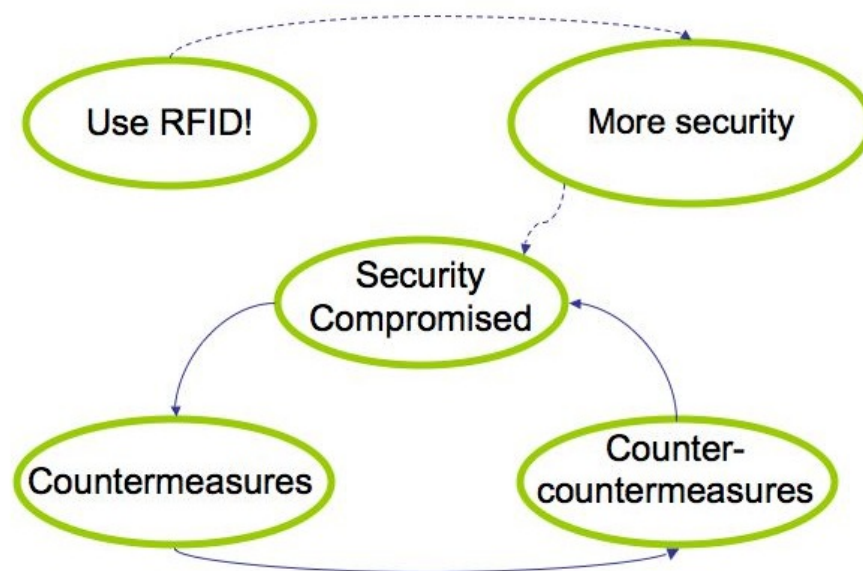 Use RFID!
More security
Security
Compromised
Countermeasures
Counter-
countermeasures